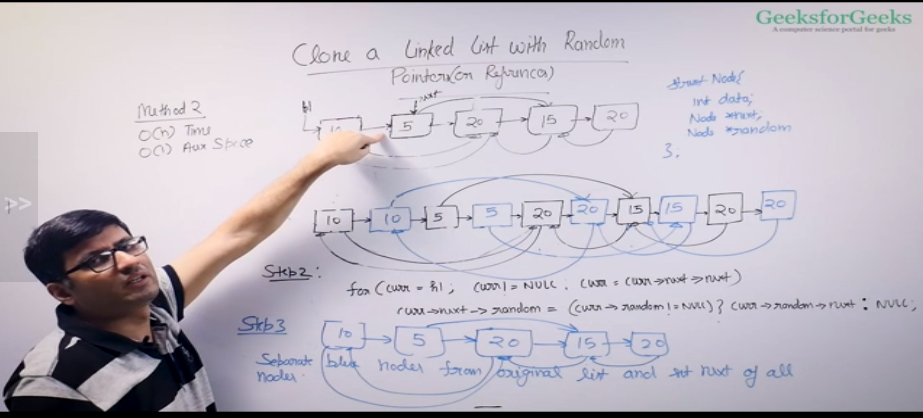 GeeksforGeeks
A computer science portal for geeks
Clone a Linked List with Random
Pointer(or Refrence)
Method 2
O(n) Time
O(1) Aux Space
h1
next
10 5 20 15 20
struct Node{
int data;
Node *next;
Node *random
};
10 10 5 5 20 20 15 15 20 20
Step2:
for (curr = h1; curr != NULL; curr = curr->next->next)
curr->next->random = (curr->random != NULL)? curr->random->next : NULL;
Step3
10 5 20 15 20
Separate blue nodes from original list and set next of all
nodes.
>>